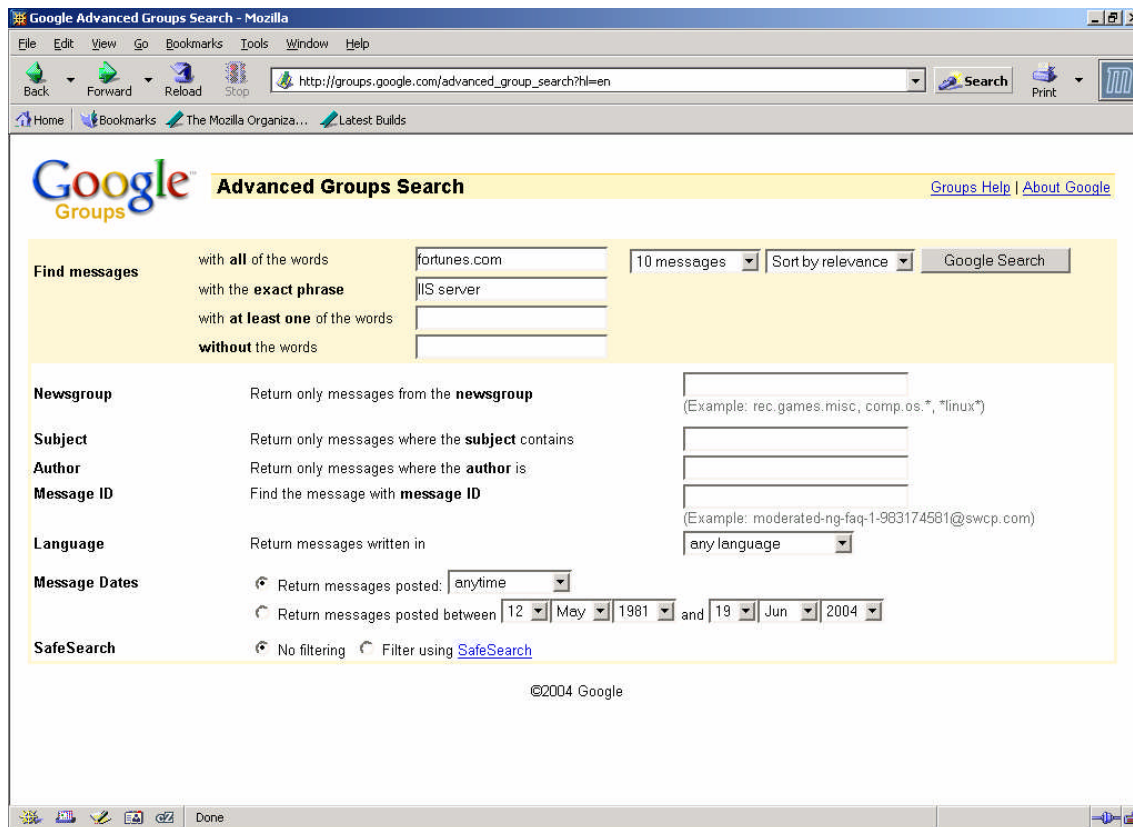 Google Advanced Groups Search - Mozilla
File Edit View Go Bookmarks Tools Window Help
Back Forward Reload Stop http://groups.google.com/advanced_group_search?hl=en Search Print
Home Bookmarks The Mozilla Organiza... Latest Builds
Google™ Groups Advanced Groups Search Groups Help | About Google
Find messages with all of the words fortunes.com 10 messages Sort by relevance Google Search
with the exact phrase IIS server
with at least one of the words
without the words
Newsgroup Return only messages from the newsgroup
(Example: rec.games.misc, comp.os.*, *linux*)
Subject Return only messages where the subject contains
Author Return only messages where the author is
Message ID Find the message with message ID
(Example: moderated-ng-faq-1-983174581@swcp.com)
Language Return messages written in any language
Message Dates Return messages posted: anytime
Return messages posted between 12 May 1981 and 19 Jun 2004
SafeSearch No filtering Filter using SafeSearch
©2004 Google
Done